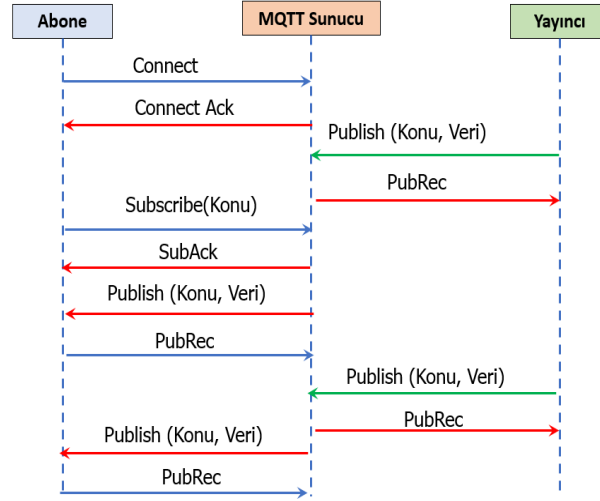 Abone
MQTT Sunucu
Yayıncı
Connect
Connect Ack
Publish (Konu, Veri)
PubRec
Subscribe(Konu)
SubAck
Publish (Konu, Veri)
PubRec
Publish (Konu, Veri)
PubRec
Publish (Konu, Veri)
PubRec